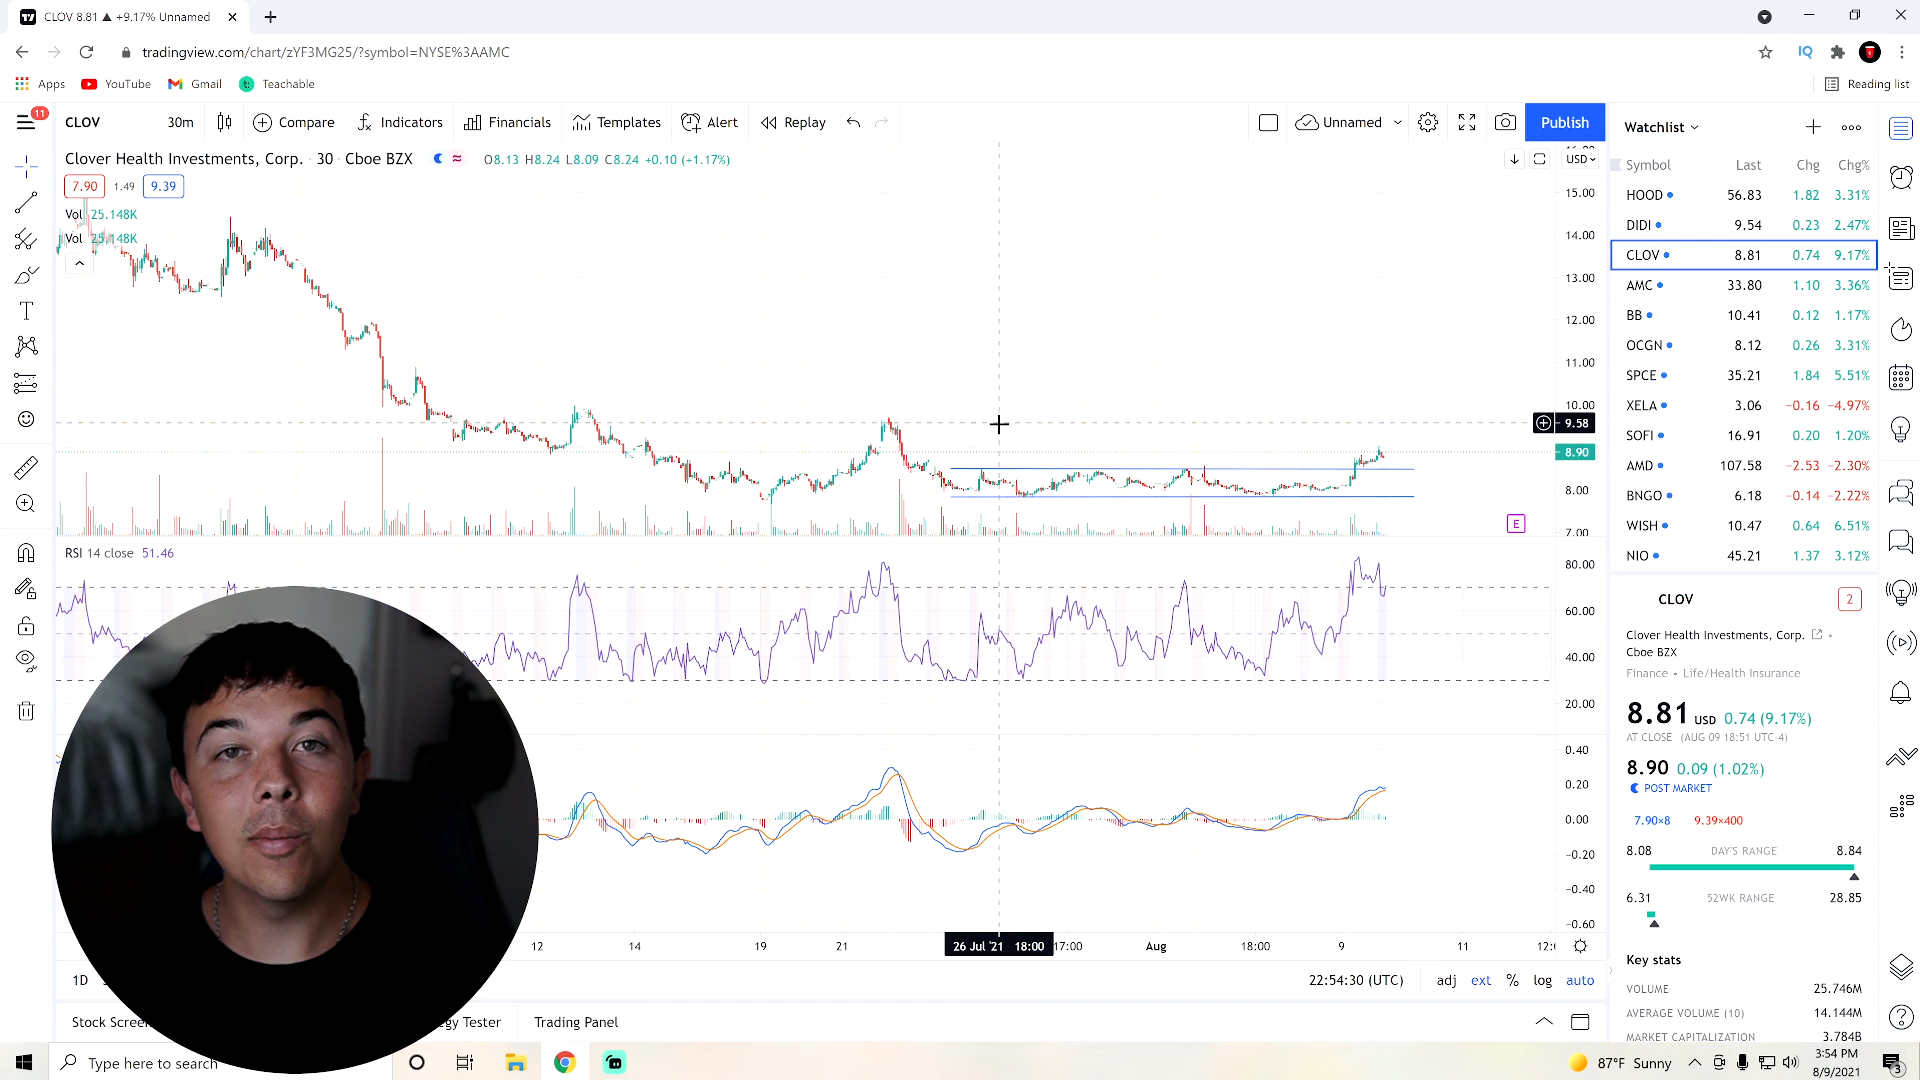 CLOV 8.81 ▲ +9.17% Unnamed
tradingview.com/chart/zYF3MG25/?symbol=NYSE%3AAMC
IQ
Apps YouTube Gmail Teachable Reading list
11
CLOV 30m Compare Indicators Financials Templates Alert Replay Unnamed Publish
Clover Health Investments, Corp. · 30 · Cboe BZX O8.13 H8.24 L8.09 C8.24 +0.10 (+1.17%)
USD
7.90 1.49 9.39
Vol 25.148K
Vol 25.148K
15.00
14.00
13.00
12.00
11.00
10.00
9.58
8.90
8.00
7.00
E
RSI 14 close 51.46
80.00
60.00
40.00
20.00
0.40
0.20
0.00
−0.20
−0.40
−0.60
12 14 19 21 26 Jul '21 18:00 17:00 Aug 18:00 9 11
1D 22:54:30 (UTC) adj ext % log auto
Trading Panel
Watchlist
Symbol Last Chg Chg%
HOOD 56.83 1.82 3.31%
DIDI 9.54 0.23 2.47%
CLOV 8.81 0.74 9.17%
AMC 33.80 1.10 3.36%
BB 10.41 0.12 1.17%
OCGN 8.12 0.26 3.31%
SPCE 35.21 1.84 5.51%
XELA 3.06 −0.16 −4.97%
SOFI 16.91 0.20 1.20%
AMD 107.58 −2.53 −2.30%
BNGO 6.18 −0.14 −2.22%
WISH 10.47 0.64 6.51%
NIO 45.21 1.37 3.12%
CLOV 2
Clover Health Investments, Corp. •
Cboe BZX
Finance • Life/Health Insurance
8.81 USD 0.74 (9.17%)
AT CLOSE (AUG 09 18:51 UTC-4)
8.90 0.09 (1.02%)
POST MARKET
7.90×8 9.39×400
8.08 DAY'S RANGE 8.84
6.31 52WK RANGE 28.85
Key stats
VOLUME 25.746M
AVERAGE VOLUME (10) 14.144M
MARKET CAPITALIZATION 3.784B
Type here to search
87°F Sunny
3:54 PM
8/9/2021
3